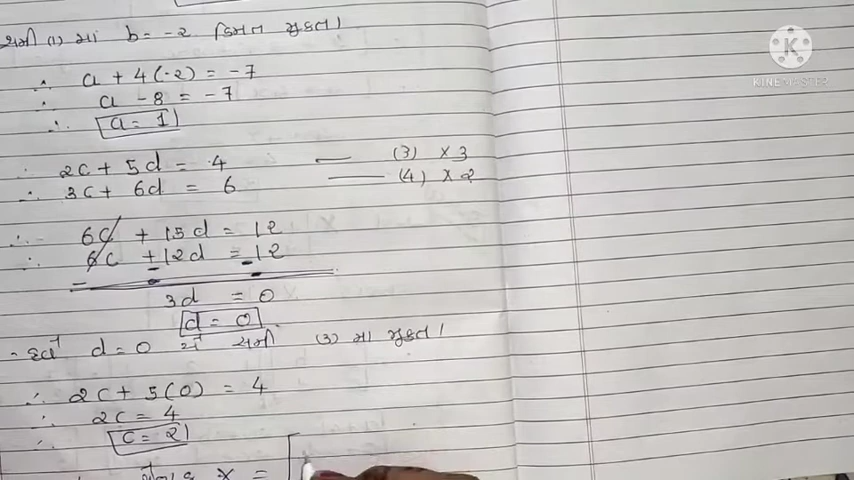 સમી (1) માં b = -2 કિંમત મુકતા
∴ a + 4(-2) = -7
∴ a - 8 = -7
∴ a = 1
∴ 2c + 5d = 4 — (3) × 3
∴ 3c + 6d = 6 — (4) × 2
∴ 6c + 15d = 12
∴ 6c + 12d = 12
- - -
3d = 0
d = 0
હવે d = 0 ને સમી (3) માં મુકતા
∴ 2c + 5(0) = 4
∴ 2c = 4
∴ c = 2
x =
KINEMASTER